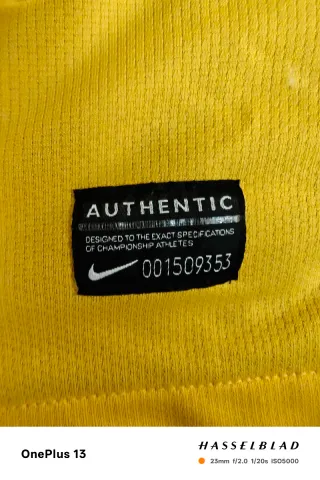 AUTHENTIC
DESIGNED TO THE EXACT SPECIFICATIONS
OF CHAMPIONSHIP ATHLETES
001509353
OnePlus 13
HASSELBLAD
23mm f/2.0 1/20s ISO5000